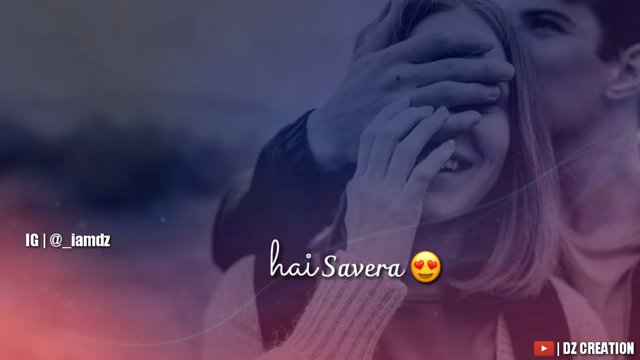 IG | @_iamdz
hai Savera 😍
| DZ CREATION